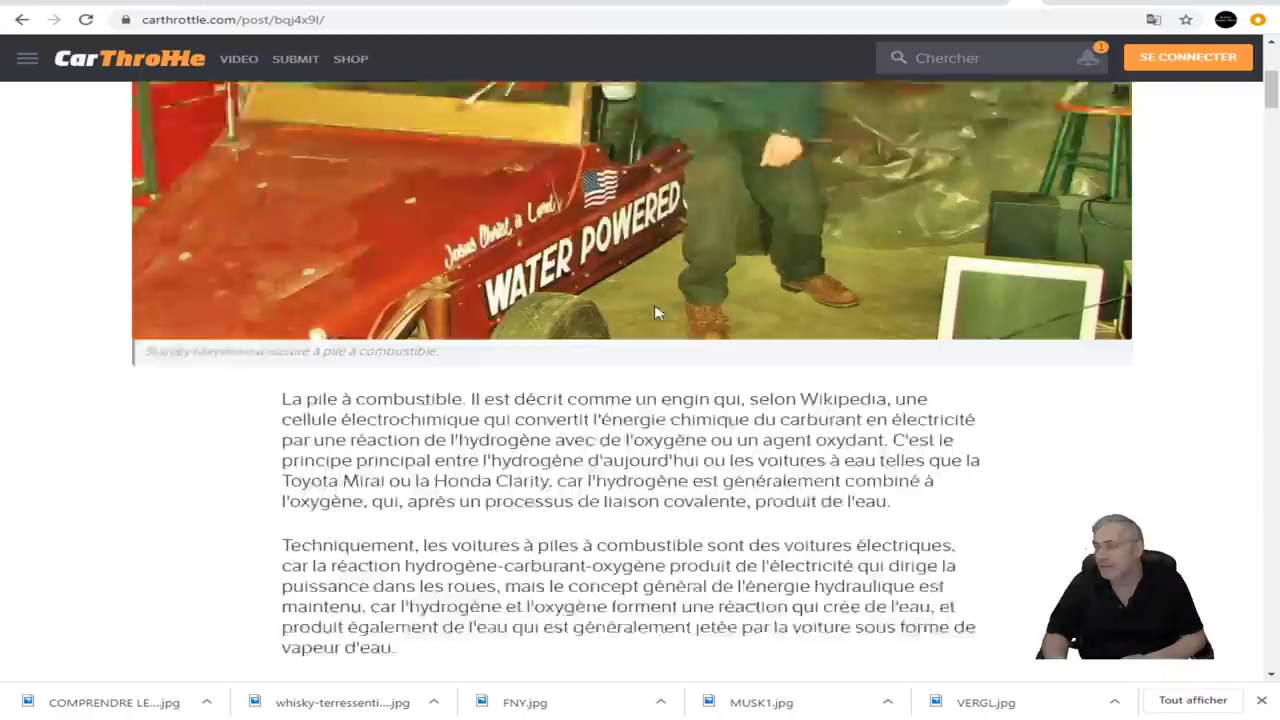 carthrottle.com/post/bqj4x9l/
CarThrottle VIDEO SUBMIT SHOP
Chercher
1
SE CONNECTER
Jesus Christ is Lord
WATER POWERED
à pile à combustible.
La pile à combustible. Il est décrit comme un engin qui, selon Wikipedia, une
cellule électrochimique qui convertit l'énergie chimique du carburant en électricité
par une réaction de l'hydrogène avec de l'oxygène ou un agent oxydant. C'est le
principe principal entre l'hydrogène d'aujourd'hui ou les voitures à eau telles que la
Toyota Mirai ou la Honda Clarity, car l'hydrogène est généralement combiné à
l'oxygène, qui, après un processus de liaison covalente, produit de l'eau.
Techniquement, les voitures à piles à combustible sont des voitures électriques,
car la réaction hydrogène-carburant-oxygène produit de l'électricité qui dirige la
puissance dans les roues, mais le concept général de l'énergie hydraulique est
maintenu, car l'hydrogène et l'oxygène forment une réaction qui crée de l'eau, et
produit également de l'eau qui est généralement jetée par la voiture sous forme de
vapeur d'eau.
COMPRENDRE LE....jpg
whisky-terressenti....jpg
FNY.jpg
MUSK1.jpg
VERGL.jpg
Tout afficher